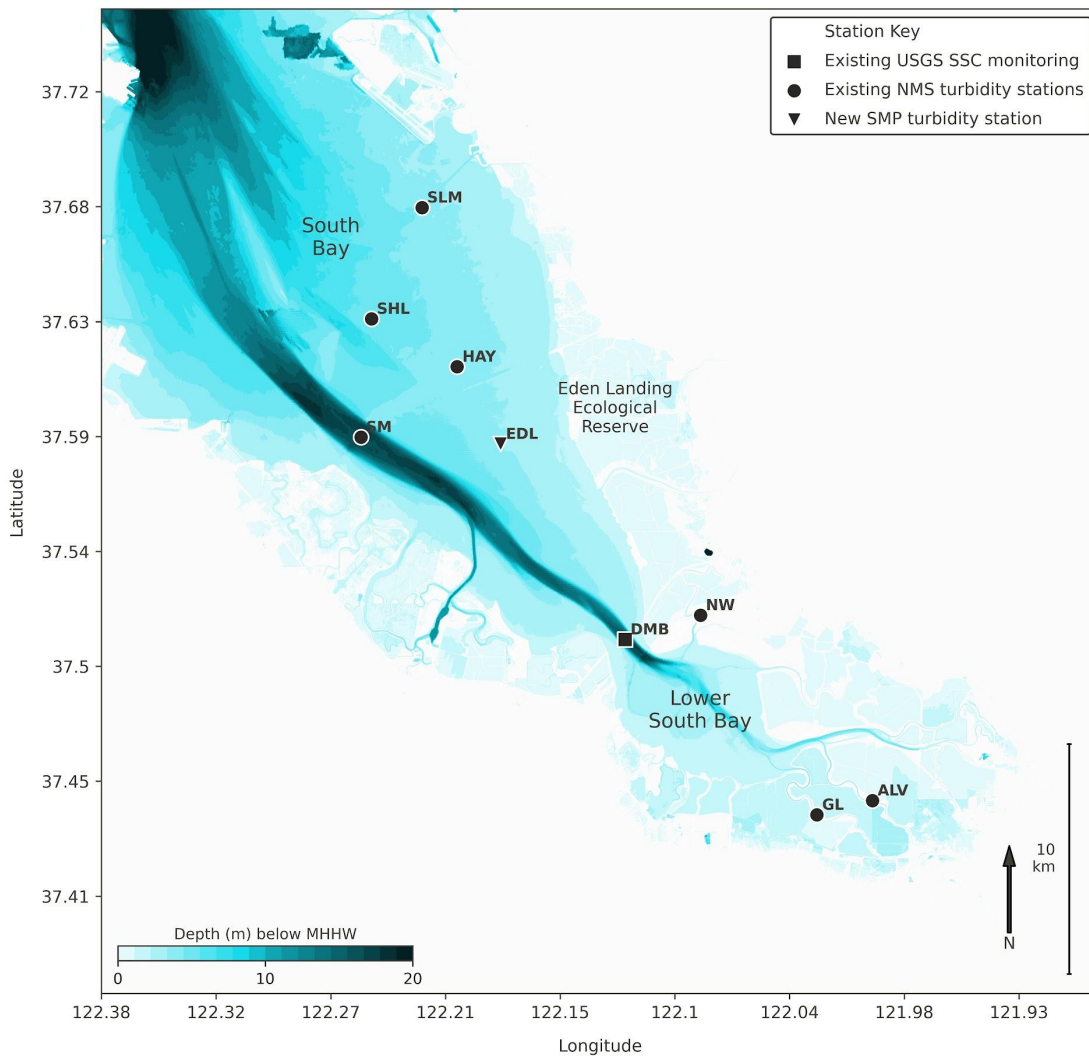 Station Key
Existing USGS SSC monitoring
Existing NMS turbidity stations
New SMP turbidity station
37.72
37.68
37.63
37.59
37.54
37.5
37.45
37.41
Latitude
SLM
South
Bay
SHL
HAY
Eden Landing
Ecological
Reserve
SM
EDL
NW
DMB
Lower
South Bay
ALV
GL
10
km
N
Depth (m) below MHHW
0
10
20
122.38
122.32
122.27
122.21
122.15
122.1
122.04
121.98
121.93
Longitude